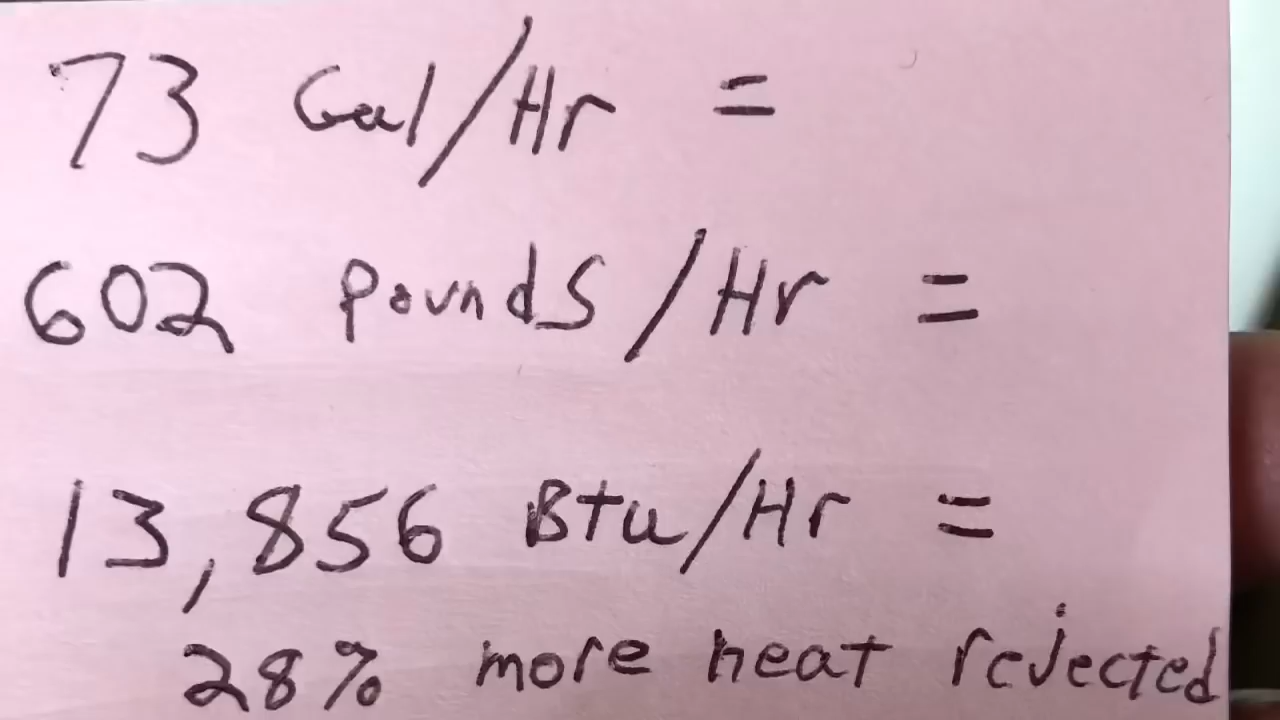 73 Gal/Hr =
602 Pounds/Hr =
13,856 Btu/Hr =
28% more heat rejected